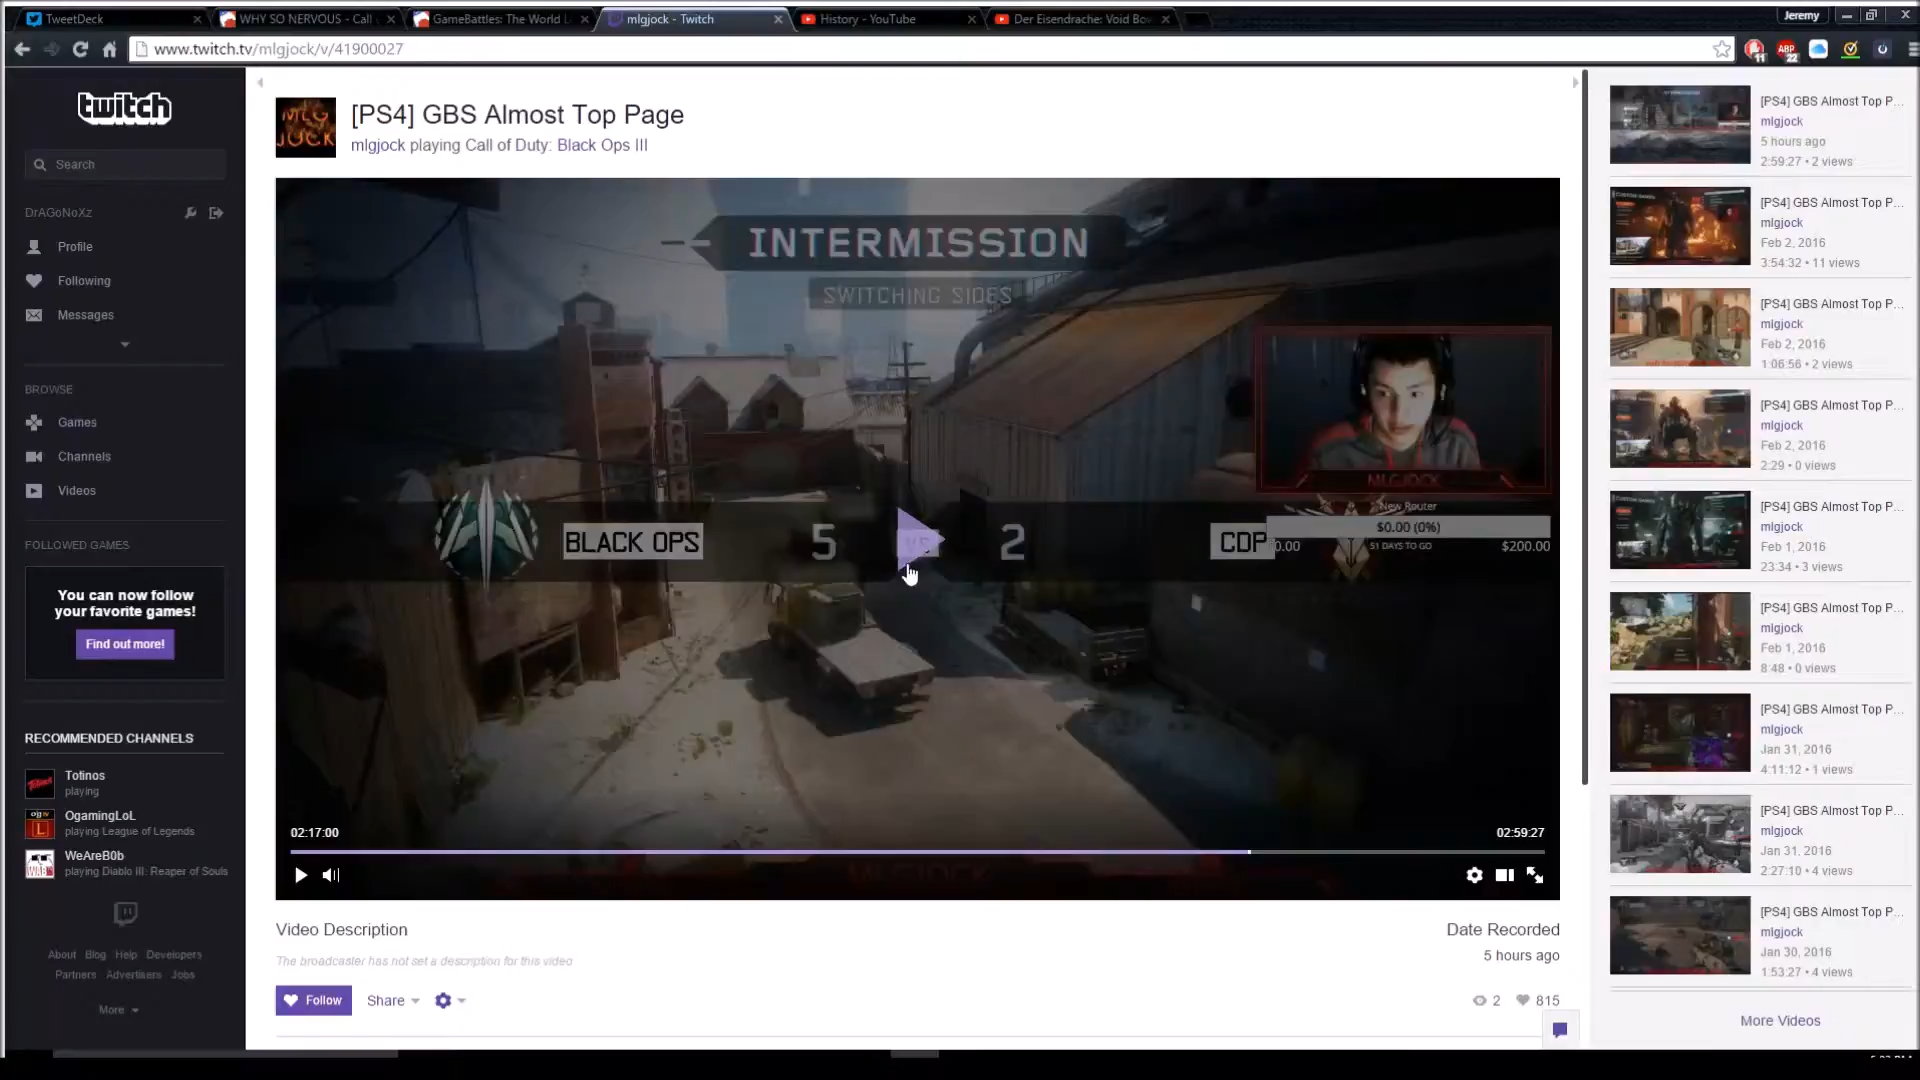 TweetDeck
WHY SO NERVOUS - Call
GameBattles: The World L
mlgjock - Twitch
History - YouTube
Der Eisendrache: Void Bow
Jeremy
www.twitch.tv/mlgjock/v/41900027
11
ABP
22
twitch
Search
DrAGoNoXz
Profile
Following
Messages
BROWSE
Games
Channels
Videos
FOLLOWED GAMES
You can now follow
your favorite games!
Find out more!
RECOMMENDED CHANNELS
Totinos
playing
OgamingLoL
playing League of Legends
WeAreB0b
playing Diablo III: Reaper of Souls
About Blog Help Developers
Partners Advertisers Jobs
More
MLG
JOCK
[PS4] GBS Almost Top Page
mlgjock playing Call of Duty: Black Ops III
INTERMISSION
SWITCHING SIDES
MLGJOCK
New Router
$0.00 (0%)
51 DAYS TO GO
$200.00
BLACK OPS
5
VS
2
CDP
02:17:00
02:59:27
Video Description
The broadcaster has not set a description for this video
Date Recorded
5 hours ago
Follow
Share
2
815
[PS4] GBS Almost Top P...
mlgjock
5 hours ago
2:59:27 • 2 views
[PS4] GBS Almost Top P...
mlgjock
Feb 2, 2016
3:54:32 • 11 views
[PS4] GBS Almost Top P...
mlgjock
Feb 2, 2016
1:06:56 • 2 views
[PS4] GBS Almost Top P...
mlgjock
Feb 2, 2016
2:29 • 0 views
[PS4] GBS Almost Top P...
mlgjock
Feb 1, 2016
23:34 • 3 views
[PS4] GBS Almost Top P...
mlgjock
Feb 1, 2016
8:48 • 0 views
[PS4] GBS Almost Top P...
mlgjock
Jan 31, 2016
4:11:12 • 1 views
[PS4] GBS Almost Top P...
mlgjock
Jan 31, 2016
2:27:10 • 4 views
[PS4] GBS Almost Top P...
mlgjock
Jan 30, 2016
1:53:27 • 4 views
More Videos